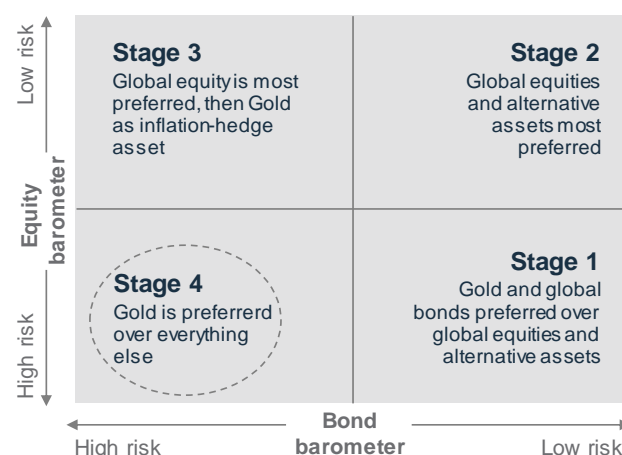 Low risk
Equity
barometer
High risk
Stage 3
Global equity is most
preferred, then Gold
as inflation-hedge
asset
Stage 2
Global equities
and alternative
assets most
preferred
Stage 4
Gold is preferrerd
over everything
else
Stage 1
Gold and global
bonds preferred over
global equities and
alternative assets
High risk
Bond
barometer
Low risk